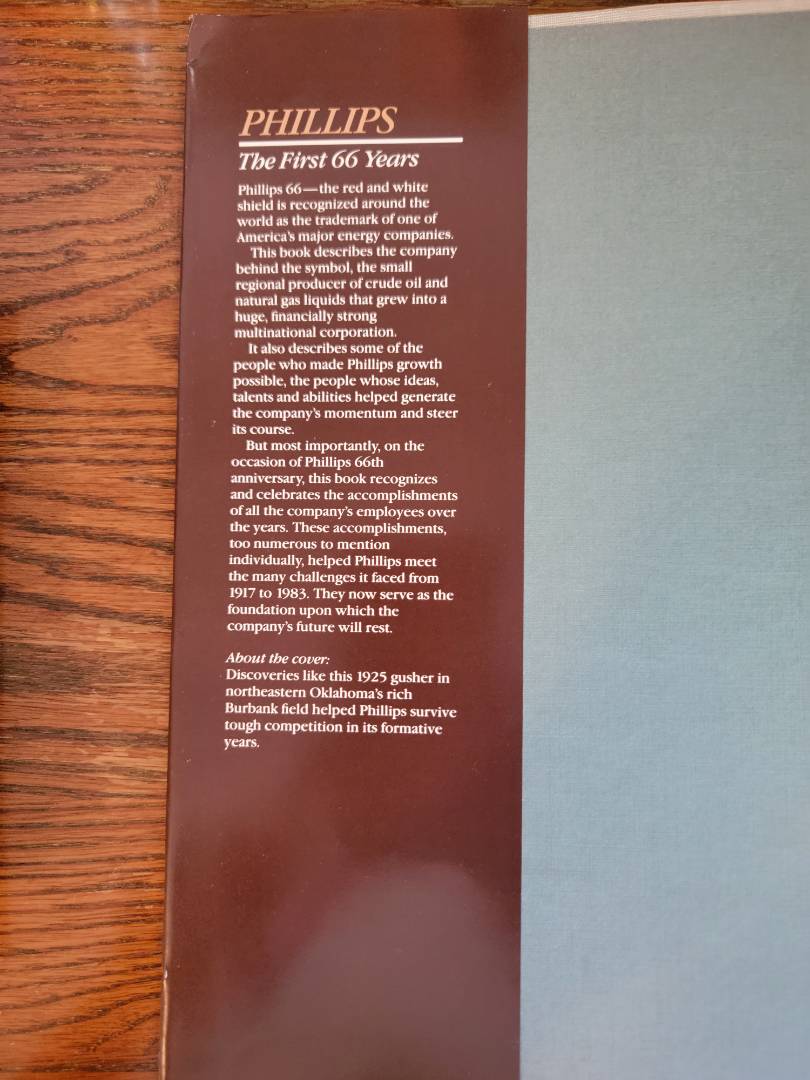 PHILLIPS
The First 66 Years
Phillips 66—the red and white
shield is recognized around the
world as the trademark of one of
America's major energy companies.
This book describes the company
behind the symbol, the small
regional producer of crude oil and
natural gas liquids that grew into a
huge, financially strong
multinational corporation.
It also describes some of the
people who made Phillips growth
possible, the people whose ideas,
talents and abilities helped generate
the company's momentum and steer
its course.
But most importantly, on the
occasion of Phillips 66th
anniversary, this book recognizes
and celebrates the accomplishments
of all the company's employees over
the years. These accomplishments,
too numerous to mention
individually, helped Phillips meet
the many challenges it faced from
1917 to 1983. They now serve as the
foundation upon which the
company's future will rest.
About the cover:
Discoveries like this 1925 gusher in
northeastern Oklahoma's rich
Burbank field helped Phillips survive
tough competition in its formative
years.